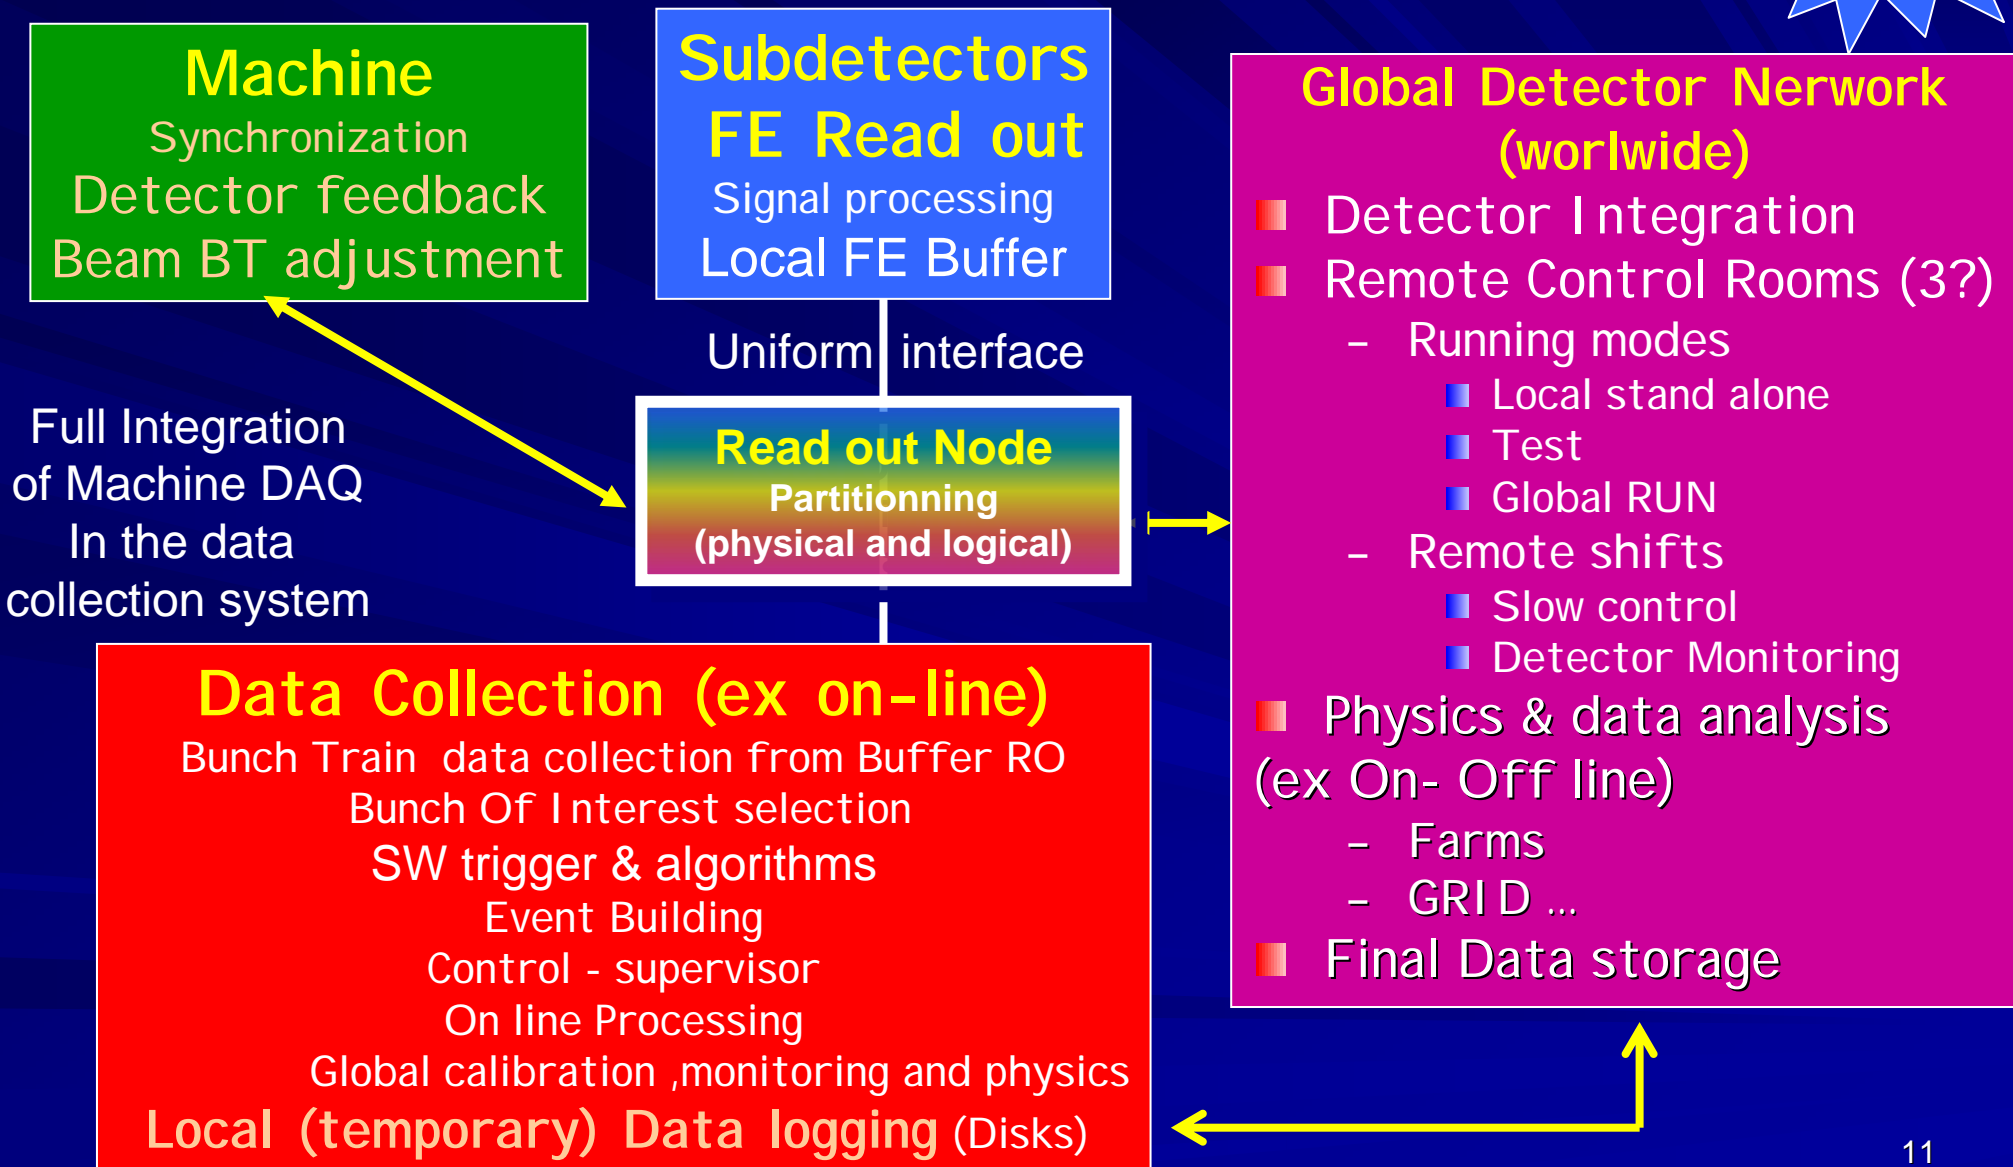 Machine
Synchronization
Detector feedback
Beam BT adjustment
Subdetectors
FE Read out
Signal processing
Local FE Buffer
Uniform interface
Read out Node
Partitionning
(physical and logical)
Full Integration
of Machine DAQ
In the data
collection system
Data Collection (ex on-line)
Bunch Train data collection from Buffer RO
Bunch Of Interest selection
SW trigger & algorithms
Event Building
Control - supervisor
On line Processing
Global calibration ,monitoring and physics
Local (temporary) Data logging (Disks)
Global Detector Nerwork
(worlwide)
Detector Integration
Remote Control Rooms (3?)
– Running modes
Local stand alone
Test
Global RUN
– Remote shifts
Slow control
Detector Monitoring
Physics & data analysis
(ex On- Off line)
– Farms
– GRID ...
Final Data storage
11